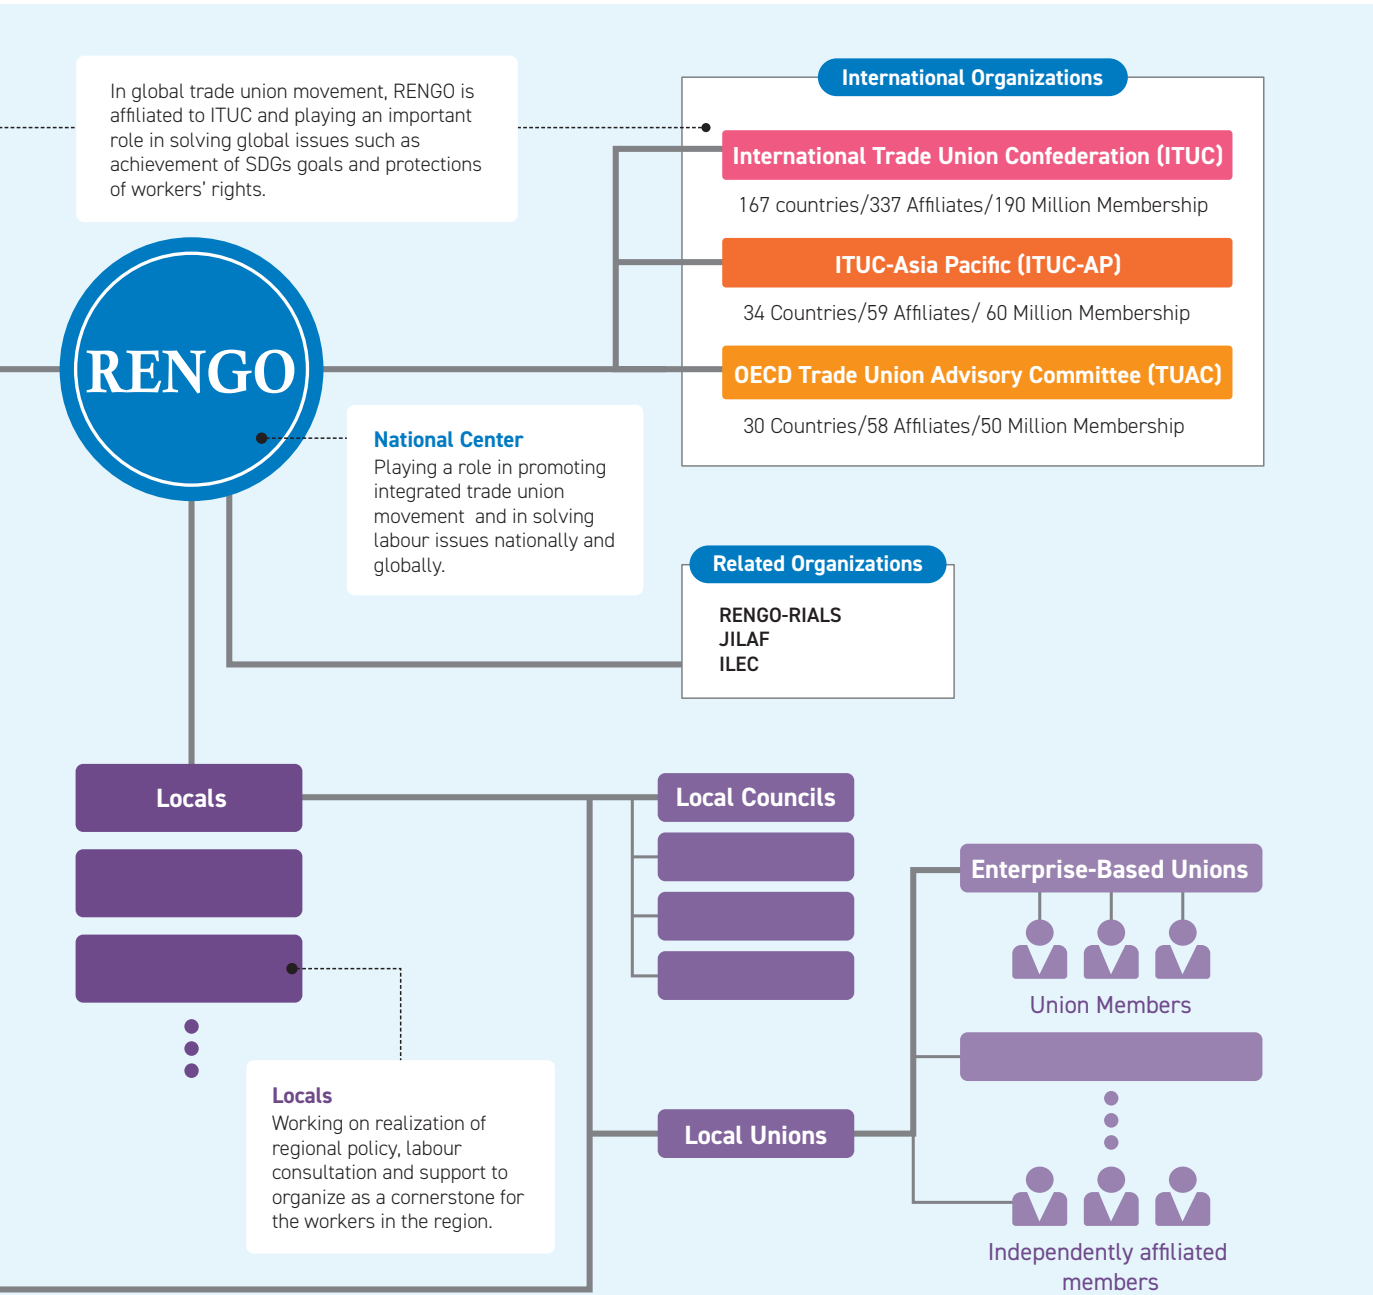 In global trade union movement, RENGO is
affiliated to ITUC and playing an important
role in solving global issues such as
achievement of SDGs goals and protections
of workers' rights.
International Organizations
International Trade Union Confederation (ITUC)
167 countries/337 Affiliates/190 Million Membership
ITUC-Asia Pacific (ITUC-AP)
34 Countries/59 Affiliates/ 60 Million Membership
OECD Trade Union Advisory Committee (TUAC)
30 Countries/58 Affiliates/50 Million Membership
RENGO
National Center
Playing a role in promoting
integrated trade union
movement  and in solving
labour issues nationally and
globally.
Related Organizations
RENGO-RIALS
JILAF
ILEC
Locals
Local Councils
Enterprise-Based Unions
Union Members
Locals
Working on realization of
regional policy, labour
consultation and support to
organize as a cornerstone for
the workers in the region.
Local Unions
Independently affiliated
members